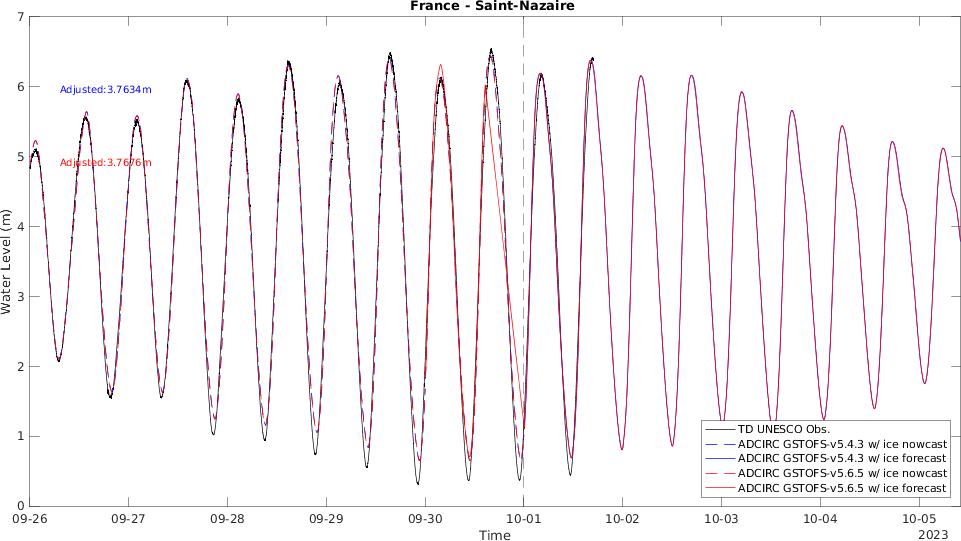 France - Saint-Nazaire
7
6
5
4
3
2
1
0
Water Level (m)
Adjusted:3.7634m
Adjusted:3.7676m
TD UNESCO Obs.
ADCIRC GSTOFS-v5.4.3 w/ ice nowcast
ADCIRC GSTOFS-v5.4.3 w/ ice forecast
ADCIRC GSTOFS-v5.6.5 w/ ice nowcast
ADCIRC GSTOFS-v5.6.5 w/ ice forecast
09-26 09-27 09-28 09-29 09-30 10-01 10-02 10-03 10-04 10-05
Time
2023